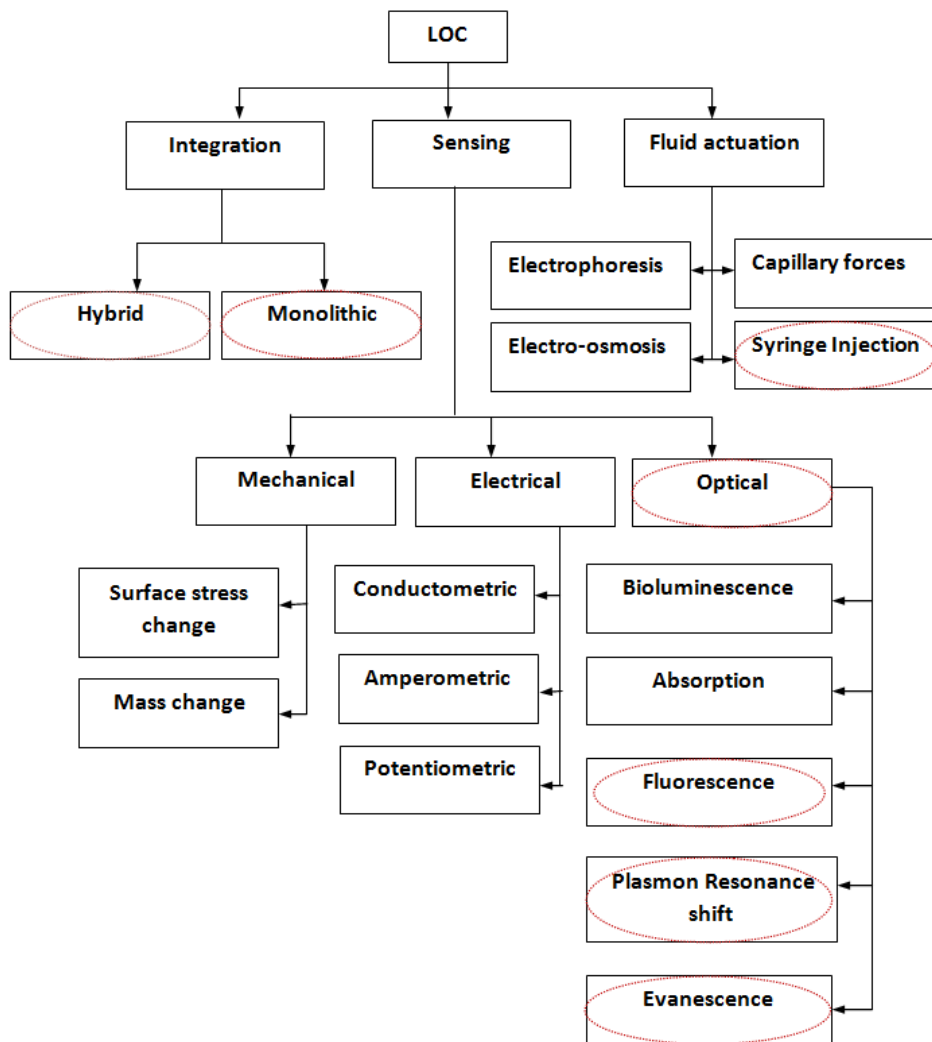 LOC
Integration
Sensing
Fluid actuation
Electrophoresis
Capillary forces
Hybrid
Monolithic
Electro-osmosis
Syringe Injection
Mechanical
Electrical
Optical
Surface stress
change
Conductometric
Bioluminescence
Mass change
Amperometric
Absorption
Potentiometric
Fluorescence
Plasmon Resonance
shift
Evanescence